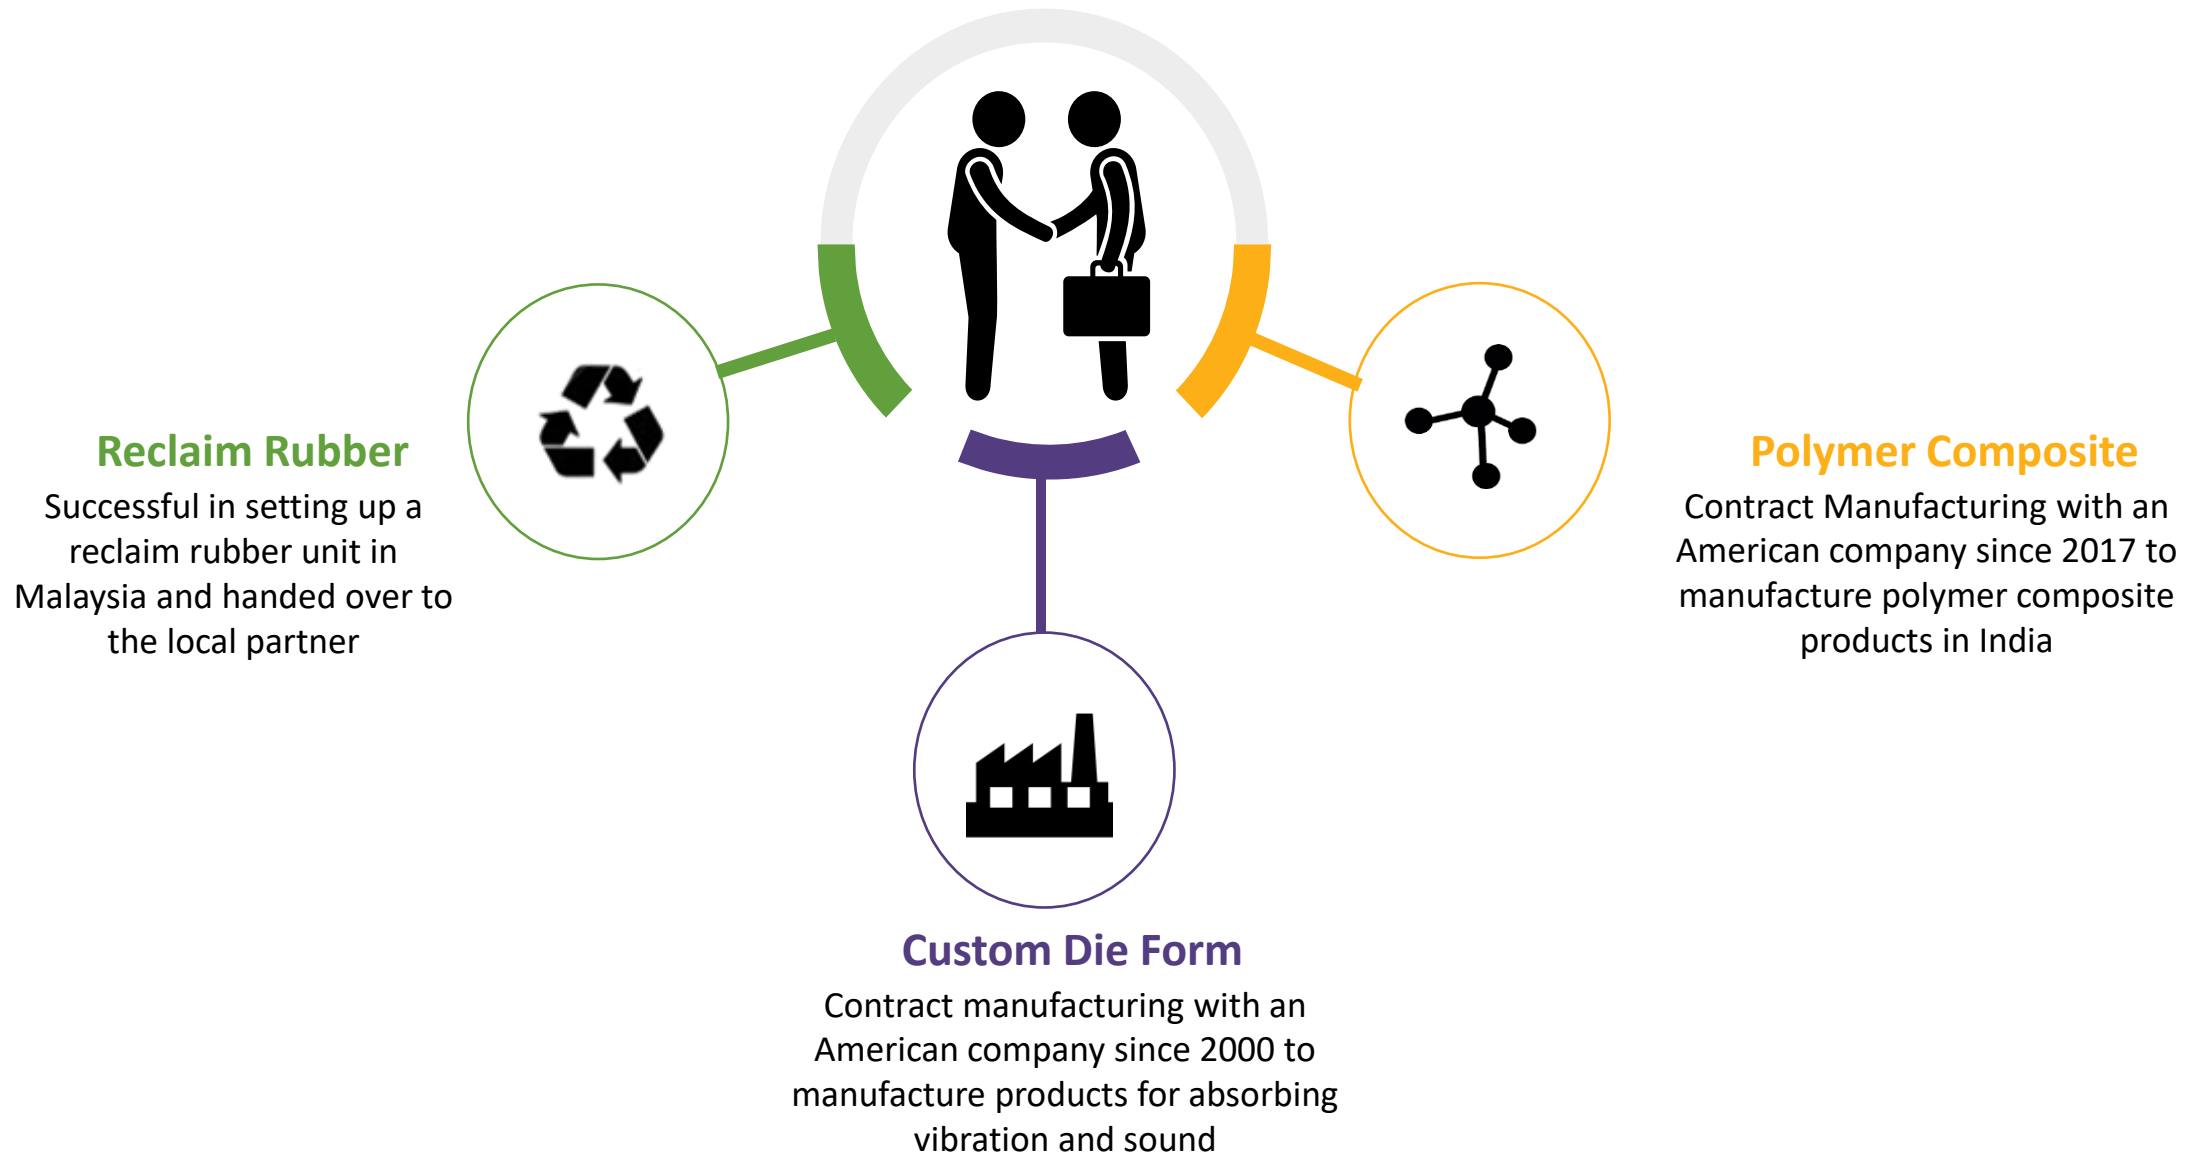 Reclaim Rubber
Successful in setting up a
reclaim rubber unit in
Malaysia and handed over to
the local partner
Custom Die Form
Contract manufacturing with an
American company since 2000 to
manufacture products for absorbing
vibration and sound
Polymer Composite
Contract Manufacturing with an
American company since 2017 to
manufacture polymer composite
products in India